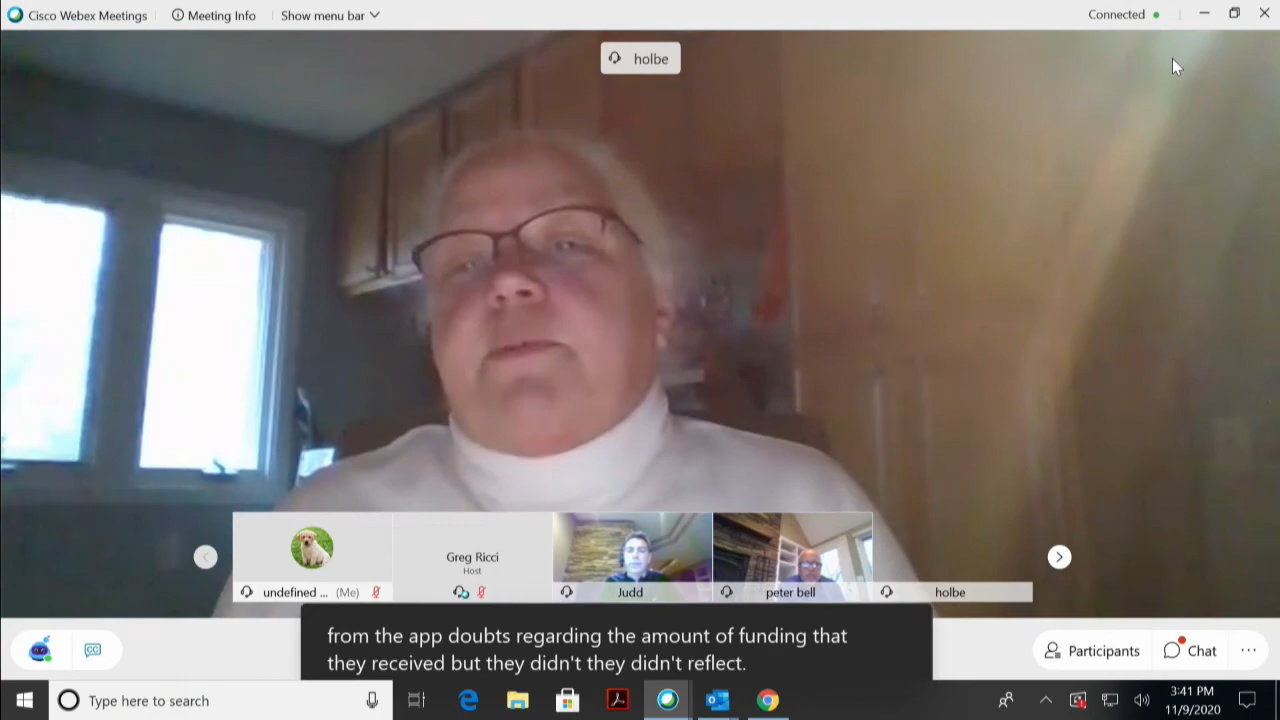 Cisco Webex Meetings
Meeting Info
Show menu bar
Connected
holbe
Greg Ricci
Host
undefined ... (Me)
Judd
peter bell
holbe
from the app doubts regarding the amount of funding that
they received but they didn't they didn't reflect.
CC
Participants
Chat
Type here to search
3:41 PM
11/9/2020